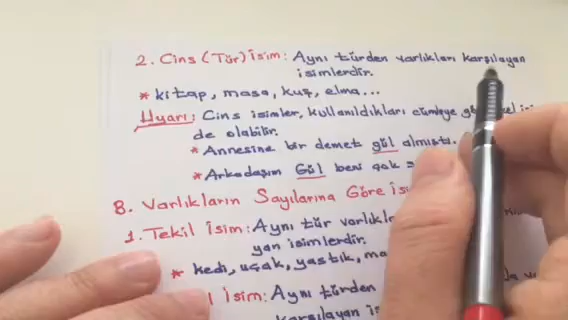 2. Cins (Tür) İsim: Aynı türden varlıkları karşılayan
isimlerdir.
* kitap, masa, kuş, elma...
Uyarı: Cins isimler, kullanıldıkları cümleye
de olabilir.
* Annesine bir demet gül almıştı.
* Arkadaşım Gül beni çok
B. Varlıkların Sayılarına Göre
1. Tekil İsim: Aynı tür
yan isimlerdir.
* kedi, uçak, yastık,
İsim: Aynı türden
karşılayan